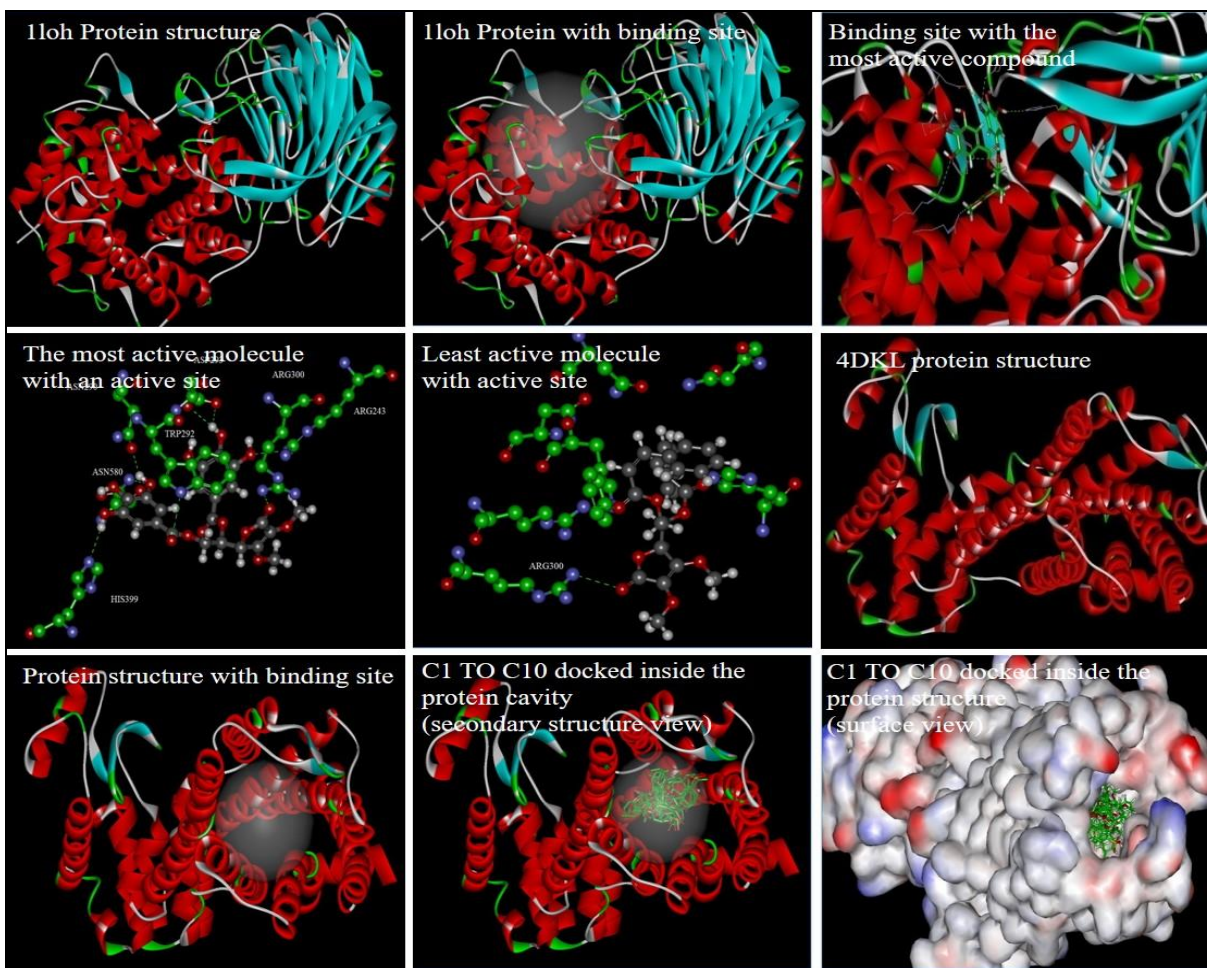 1loh Protein structure
1loh Protein with binding site
Binding site with the
most active compound
The most active molecule
with an active site
ARG300
ARG243
TRP292
ASN580
HIS399
Least active molecule
with active site
ARG300
4DKL protein structure
Protein structure with binding site
C1 TO C10 docked inside the
protein cavity
(secondary structure view)
C1 TO C10 docked inside the
protein structure
(surface view)